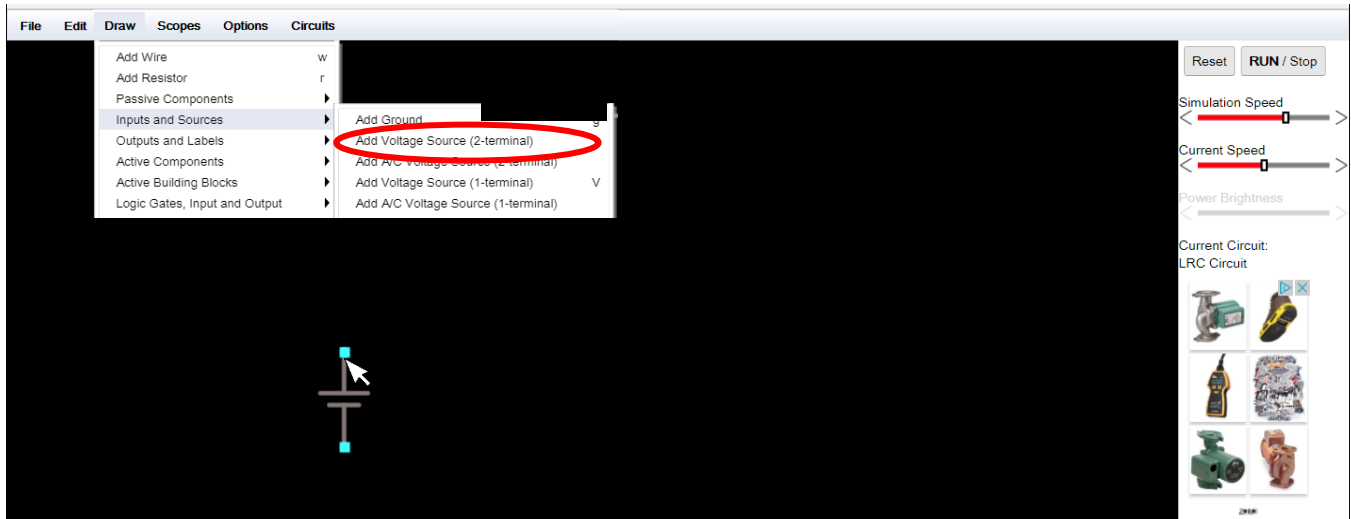 File Edit Draw Scopes Options Circuits
Add Wire w
Add Resistor r
Passive Components
Inputs and Sources
Outputs and Labels
Active Components
Active Building Blocks
Logic Gates, Input and Output
Add Ground g
Add Voltage Source (2-terminal)
Add A/C Voltage Source (2-terminal)
Add Voltage Source (1-terminal) V
Add A/C Voltage Source (1-terminal)
Reset RUN / Stop
Simulation Speed
Current Speed
Power Brightness
Current Circuit:
LRC Circuit